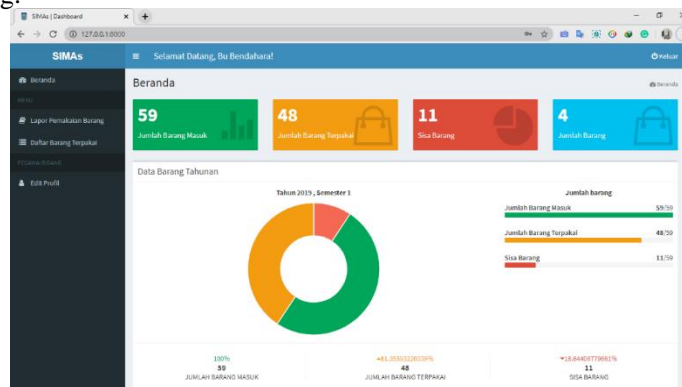 g.
SIMAs | Dashboard
127.0.0.1:8000
SIMAs
Selamat Datang, Bu Bendahara!
Keluar
Beranda
Beranda
Beranda
MENU
Lapor Pemakaian Barang
Daftar Barang Terpakai
Edit Profil
59
Jumlah Barang Masuk
48
Jumlah Barang Terpakai
11
Sisa Barang
4
Jumlah Barang
Data Barang Tahunan
Tahun 2019 , Semester 1
Jumlah barang
Jumlah Barang Masuk 59/59
Jumlah Barang Terpakai 48/59
Sisa Barang 11/59
100%
59
JUMLAH BARANG MASUK
48
JUMLAH BARANG TERPAKAI
11
SISA BARANG